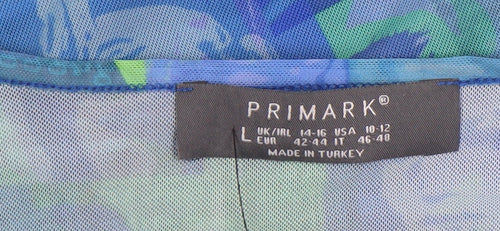 PRIMARK®
L UK/IRL 14-16 USA 10-12
EUR 42-44 IT 46-48
MADE IN TURKEY